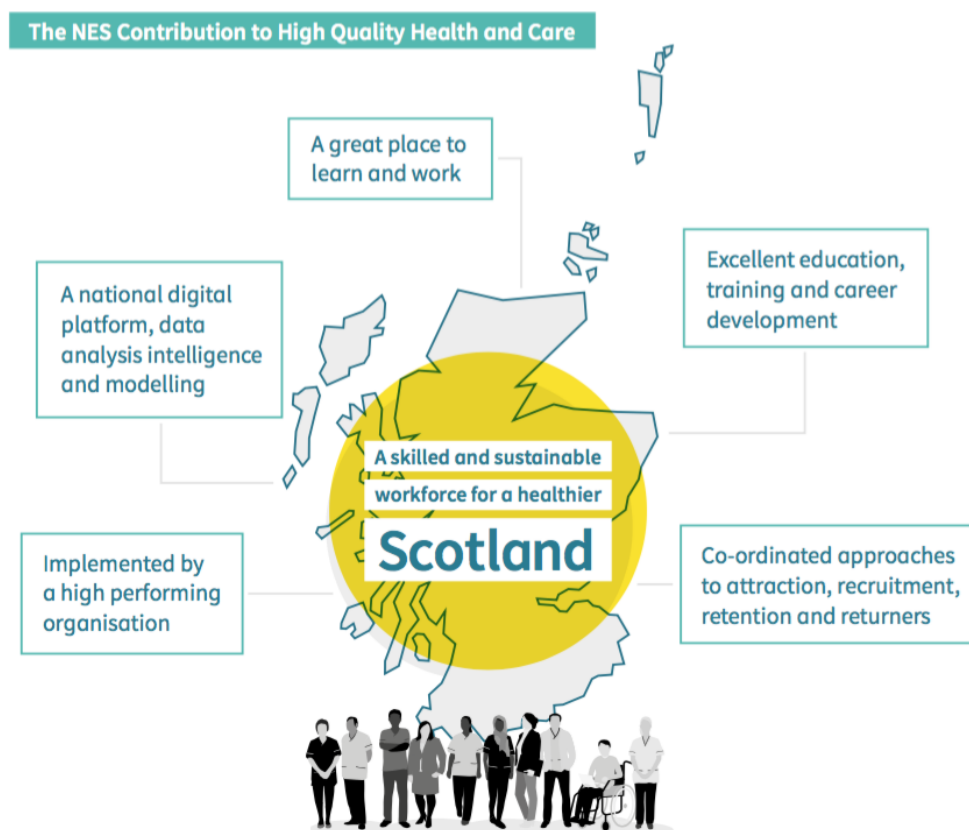 The NES Contribution to High Quality Health and Care
A great place to
learn and work
Excellent education,
training and career
development
A national digital
platform, data
analysis intelligence
and modelling
A skilled and sustainable
workforce for a healthier
Scotland
Implemented by
a high performing
organisation
Co-ordinated approaches
to attraction, recruitment,
retention and returners